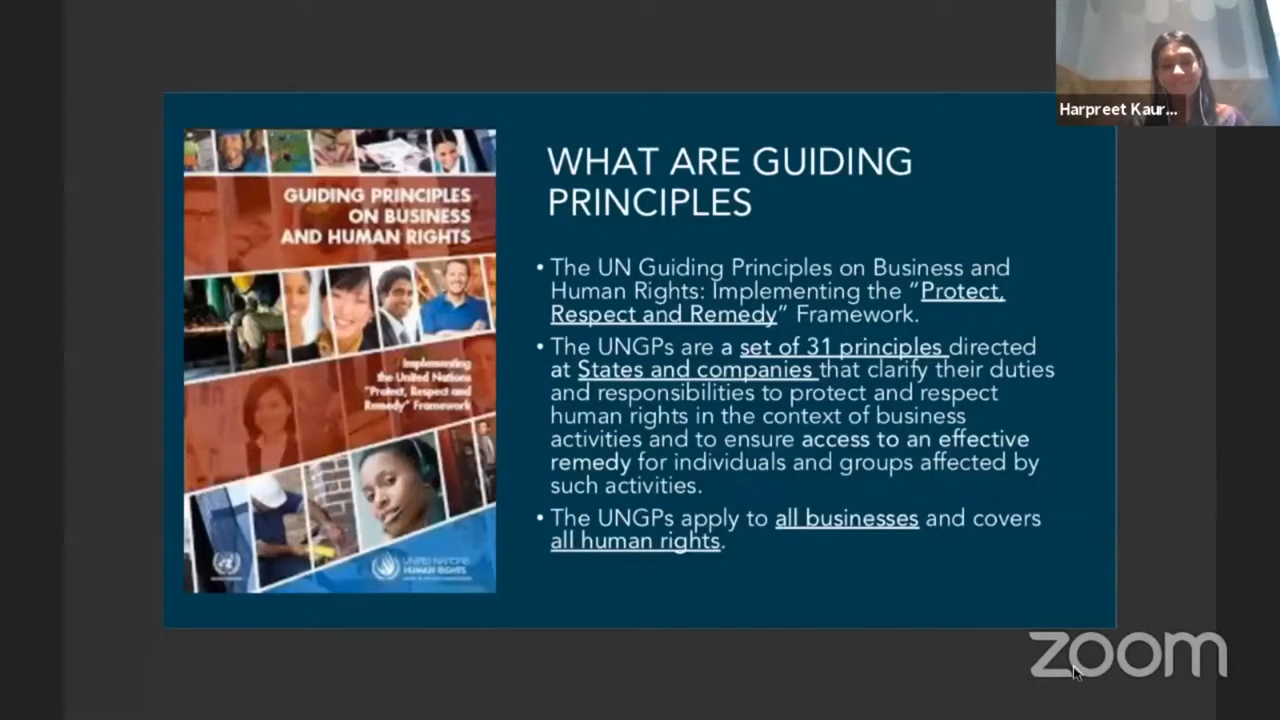 Harpreet Kaur...
GUIDING PRINCIPLES
ON BUSINESS
AND HUMAN RIGHTS
Implementing
the United Nations
"Protect, Respect and
Remedy" Framework
UNITED NATIONS
HUMAN RIGHTS
WHAT ARE GUIDING
PRINCIPLES
• The UN Guiding Principles on Business and
Human Rights: Implementing the “Protect,
Respect and Remedy” Framework.
• The UNGPs are a set of 31 principles directed
at States and companies that clarify their duties
and responsibilities to protect and respect
human rights in the context of business
activities and to ensure access to an effective
remedy for individuals and groups affected by
such activities.
• The UNGPs apply to all businesses and covers
all human rights.
zoom